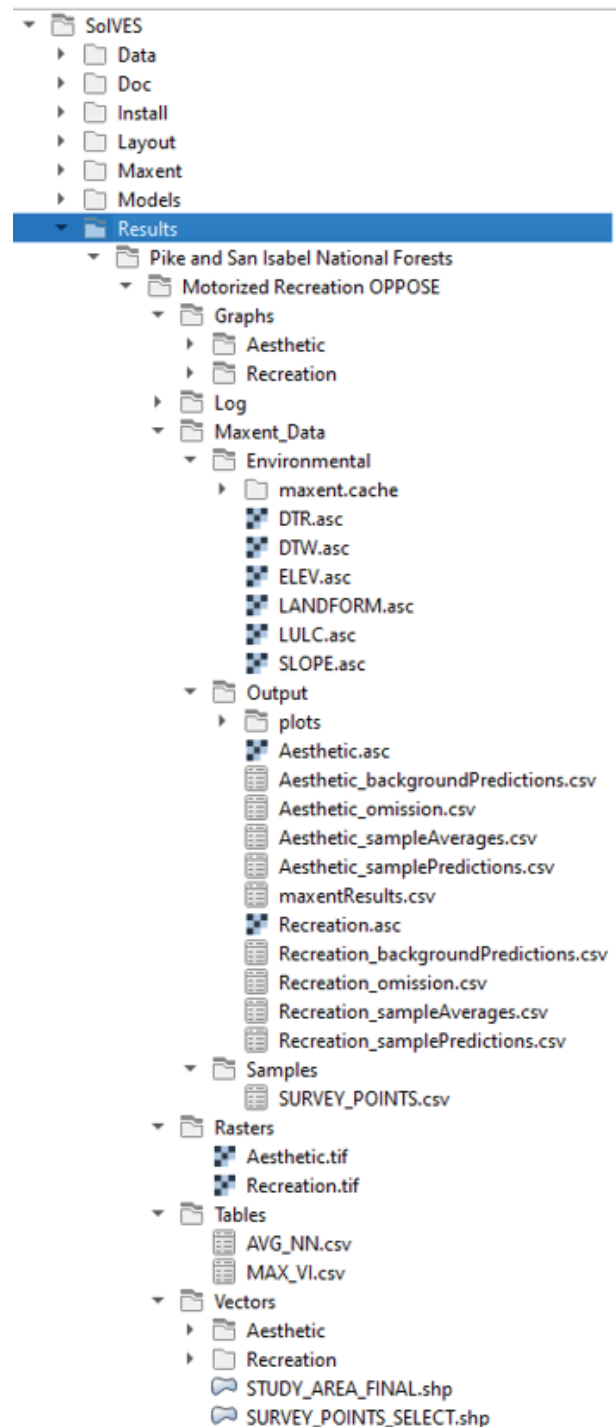 SolVES
Data
Doc
Install
Layout
Maxent
Models
Results
Pike and San Isabel National Forests
Motorized Recreation OPPOSE
Graphs
Aesthetic
Recreation
Log
Maxent_Data
Environmental
maxent.cache
DTR.asc
DTW.asc
ELEV.asc
LANDFORM.asc
LULC.asc
SLOPE.asc
Output
plots
Aesthetic.asc
Aesthetic_backgroundPredictions.csv
Aesthetic_omission.csv
Aesthetic_sampleAverages.csv
Aesthetic_samplePredictions.csv
maxentResults.csv
Recreation.asc
Recreation_backgroundPredictions.csv
Recreation_omission.csv
Recreation_sampleAverages.csv
Recreation_samplePredictions.csv
Samples
SURVEY_POINTS.csv
Rasters
Aesthetic.tif
Recreation.tif
Tables
AVG_NN.csv
MAX_VI.csv
Vectors
Aesthetic
Recreation
STUDY_AREA_FINAL.shp
SURVEY_POINTS_SELECT.shp